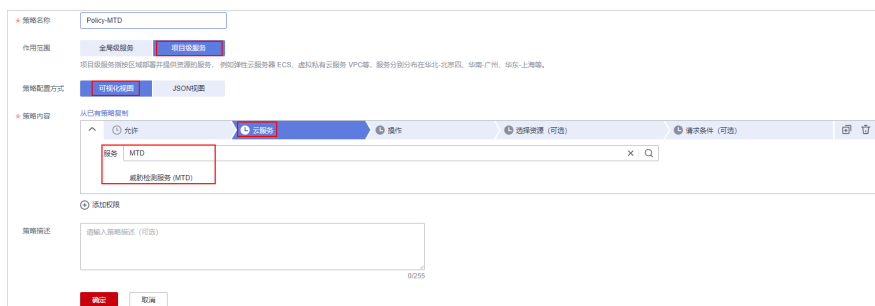 * 策略名称 Policy-MTD
作用范围 全局级服务 项目级服务
项目级服务随按区域部署并提供资源的服务，例如弹性云服务器 ECS、虚拟私有云服务 VPC等、服务分别分布在华北-北京四、华南-广州、华东-上海等。
策略配置方式 可视化视图 JSON视图
* 策略内容 从已有策略复制
允许 云服务 操作 选择资源（可选） 请求条件（可选）
服务 MTD
威胁检测服务 (MTD)
添加权限
策略描述 请输入策略描述（可选）
0/255
确定 取消